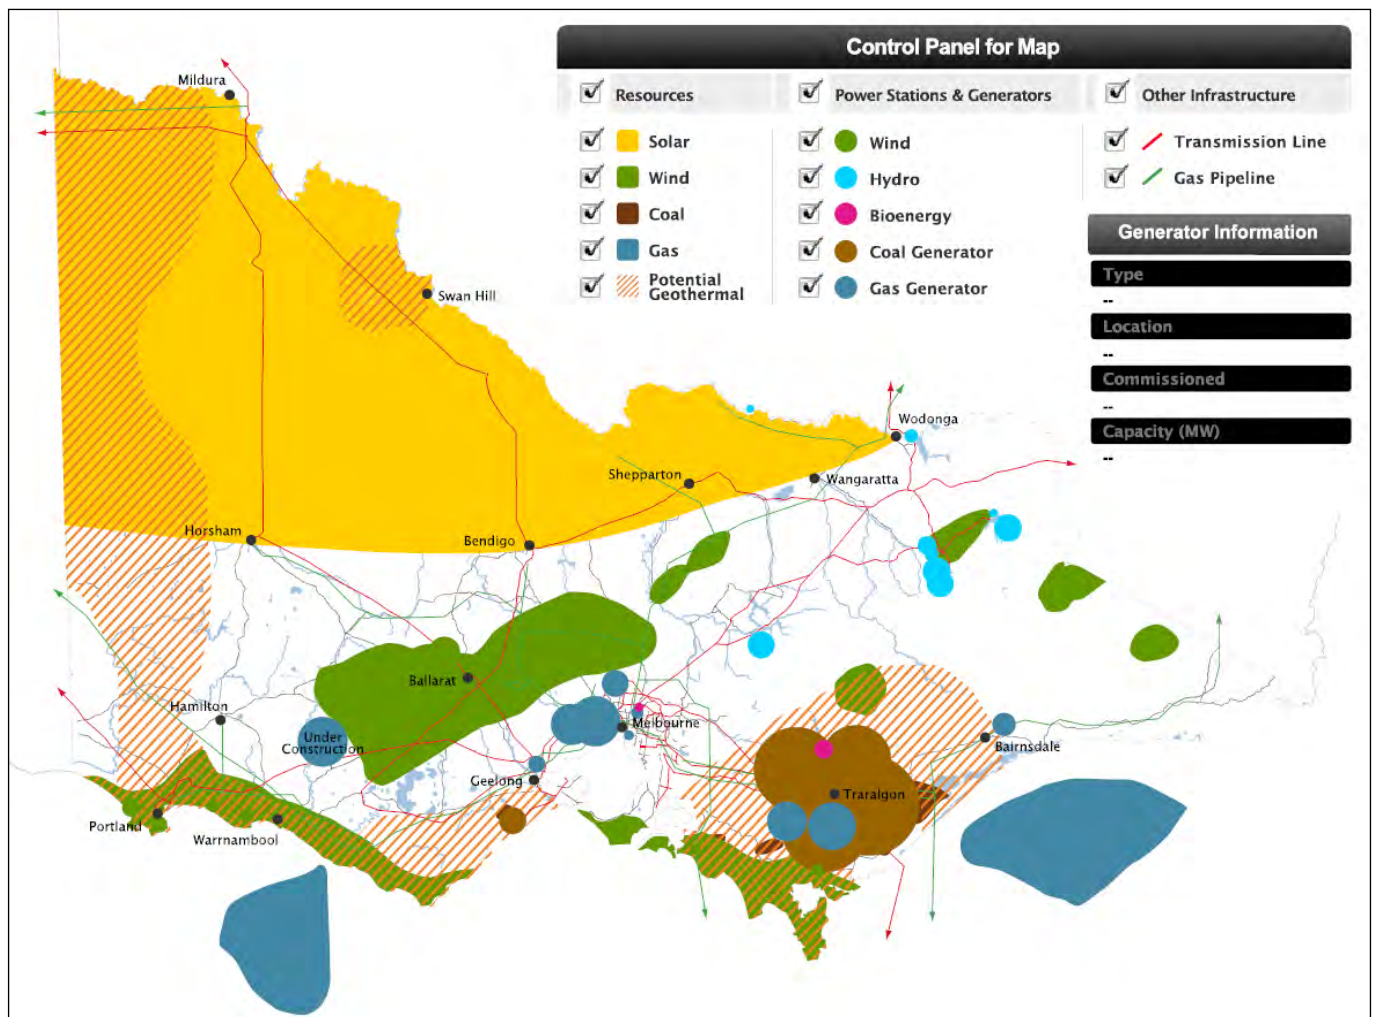 Control Panel for Map
Resources
Power Stations & Generators
Other Infrastructure
Solar
Wind
Coal
Gas
Potential
Geothermal
Wind
Hydro
Bioenergy
Coal Generator
Gas Generator
Transmission Line
Gas Pipeline
Generator Information
Type
--
Location
--
Commissioned
--
Capacity (MW)
--
Mildura
Swan Hill
Wodonga
Shepparton
Wangaratta
Horsham
Bendigo
Ballarat
Hamilton
Under
Construction
Melbourne
Bairnsdale
Geelong
Traralgon
Portland
Warrnambool